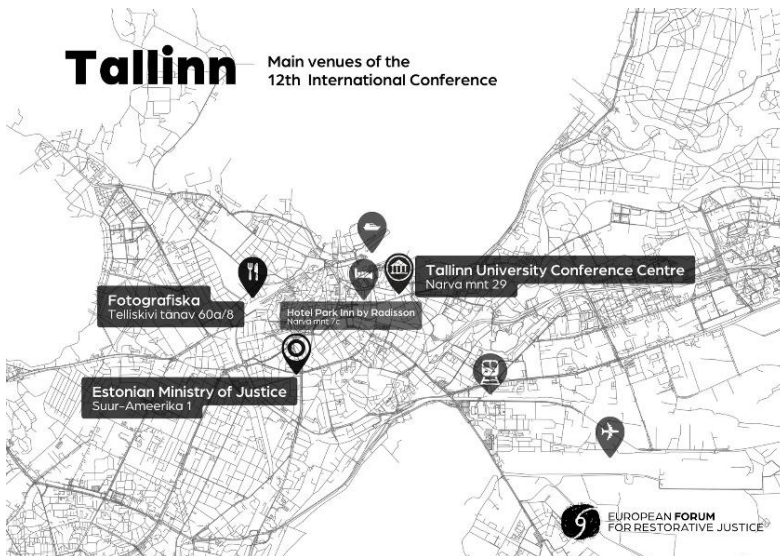 Tallinn
Main venues of the
12th International Conference
Tallinn University Conference Centre
Narva mnt 29
Fotografiska
Telliskivi tänav 60a/8
Hotel Park Inn by Radisson
Narva mnt 7c
Estonian Ministry of Justice
Suur-Ameerika 1
EUROPEAN FORUM
FOR RESTORATIVE JUSTICE